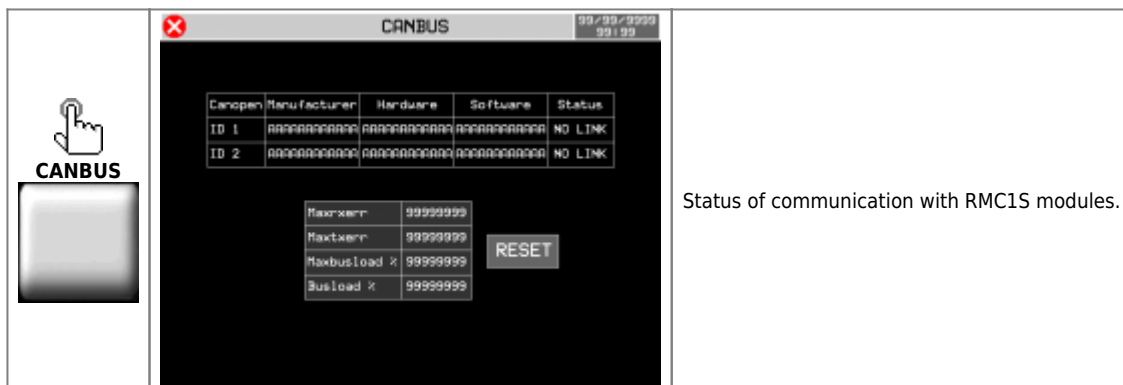 CANBUS
CANBUS
99/99/9999
99:99
Canopen Manufacturer Hardware Software Status
ID 1 AAAAAAAAAAAA AAAAAAAAAAAA AAAAAAAAAAAA NO LINK
ID 2 AAAAAAAAAAAA AAAAAAAAAAAA AAAAAAAAAAAA NO LINK
Maxrxerr 99999999
Maxtxerr 99999999
Maxbusload % 99999999
Busload % 99999999
RESET
Status of communication with RMC1S modules.